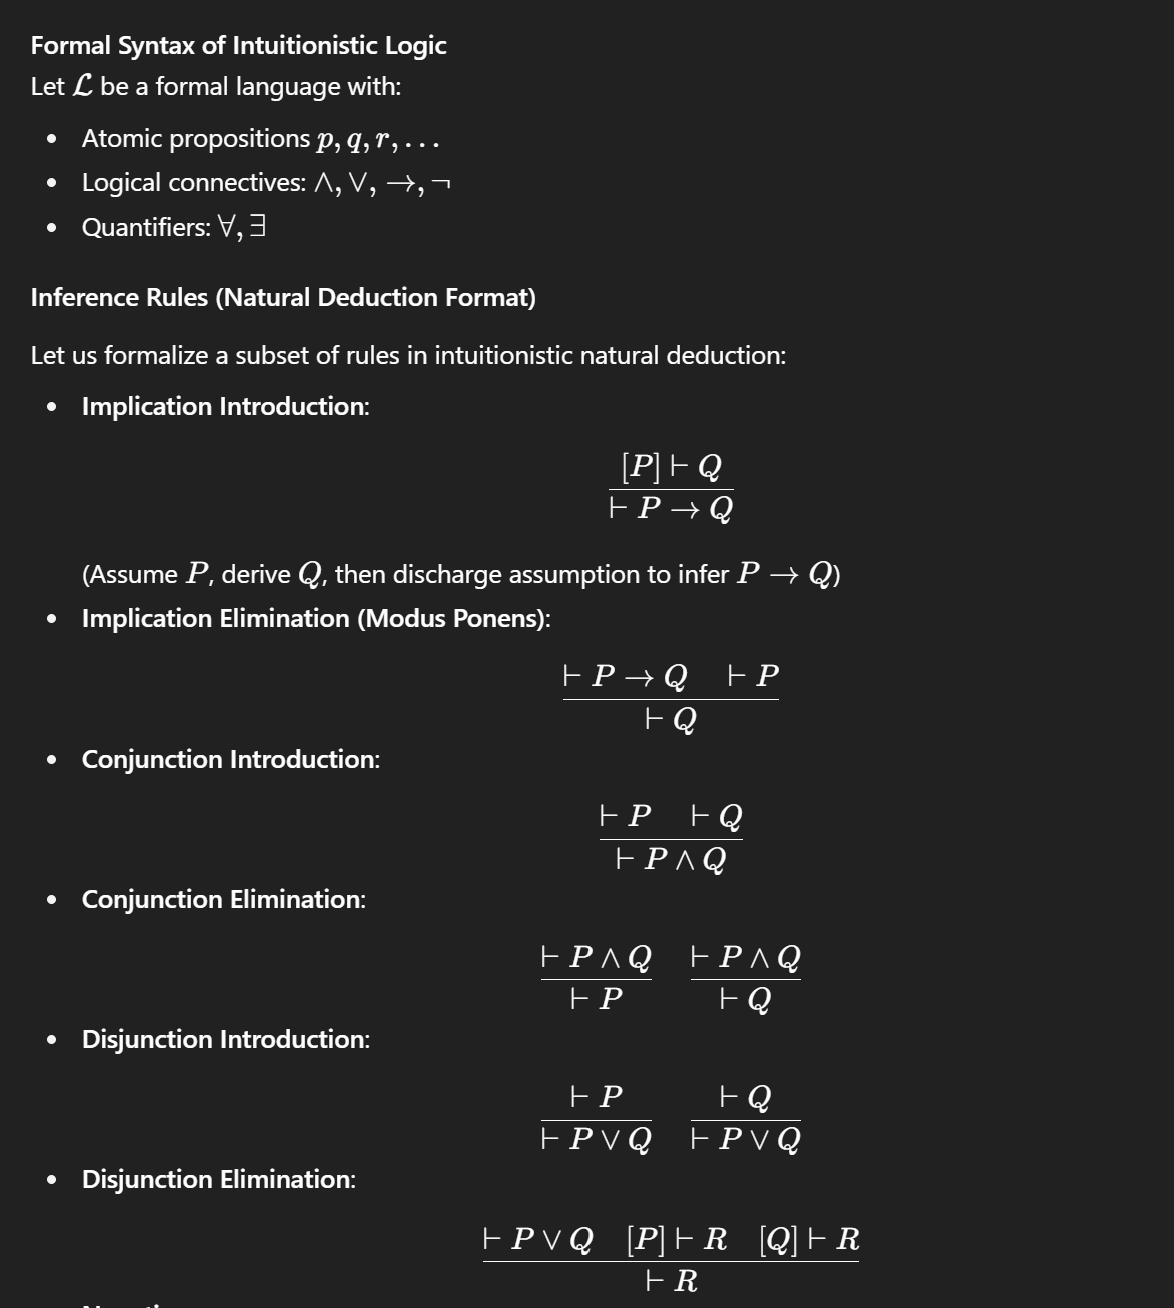 Formal Syntax of Intuitionistic Logic
Let ℒ be a formal language with:
• Atomic propositions p, q, r, …
• Logical connectives: ∧, ∨, →, ¬
• Quantifiers: ∀, ∃
Inference Rules (Natural Deduction Format)
Let us formalize a subset of rules in intuitionistic natural deduction:
• Implication Introduction:
[P] ⊢ Q
⊢ P → Q
(Assume P, derive Q, then discharge assumption to infer P → Q)
• Implication Elimination (Modus Ponens):
⊢ P → Q ⊢ P
⊢ Q
• Conjunction Introduction:
⊢ P ⊢ Q
⊢ P ∧ Q
• Conjunction Elimination:
⊢ P ∧ Q ⊢ P ∧ Q
⊢ P ⊢ Q
• Disjunction Introduction:
⊢ P ⊢ Q
⊢ P ∨ Q ⊢ P ∨ Q
• Disjunction Elimination:
⊢ P ∨ Q [P] ⊢ R [Q] ⊢ R
⊢ R